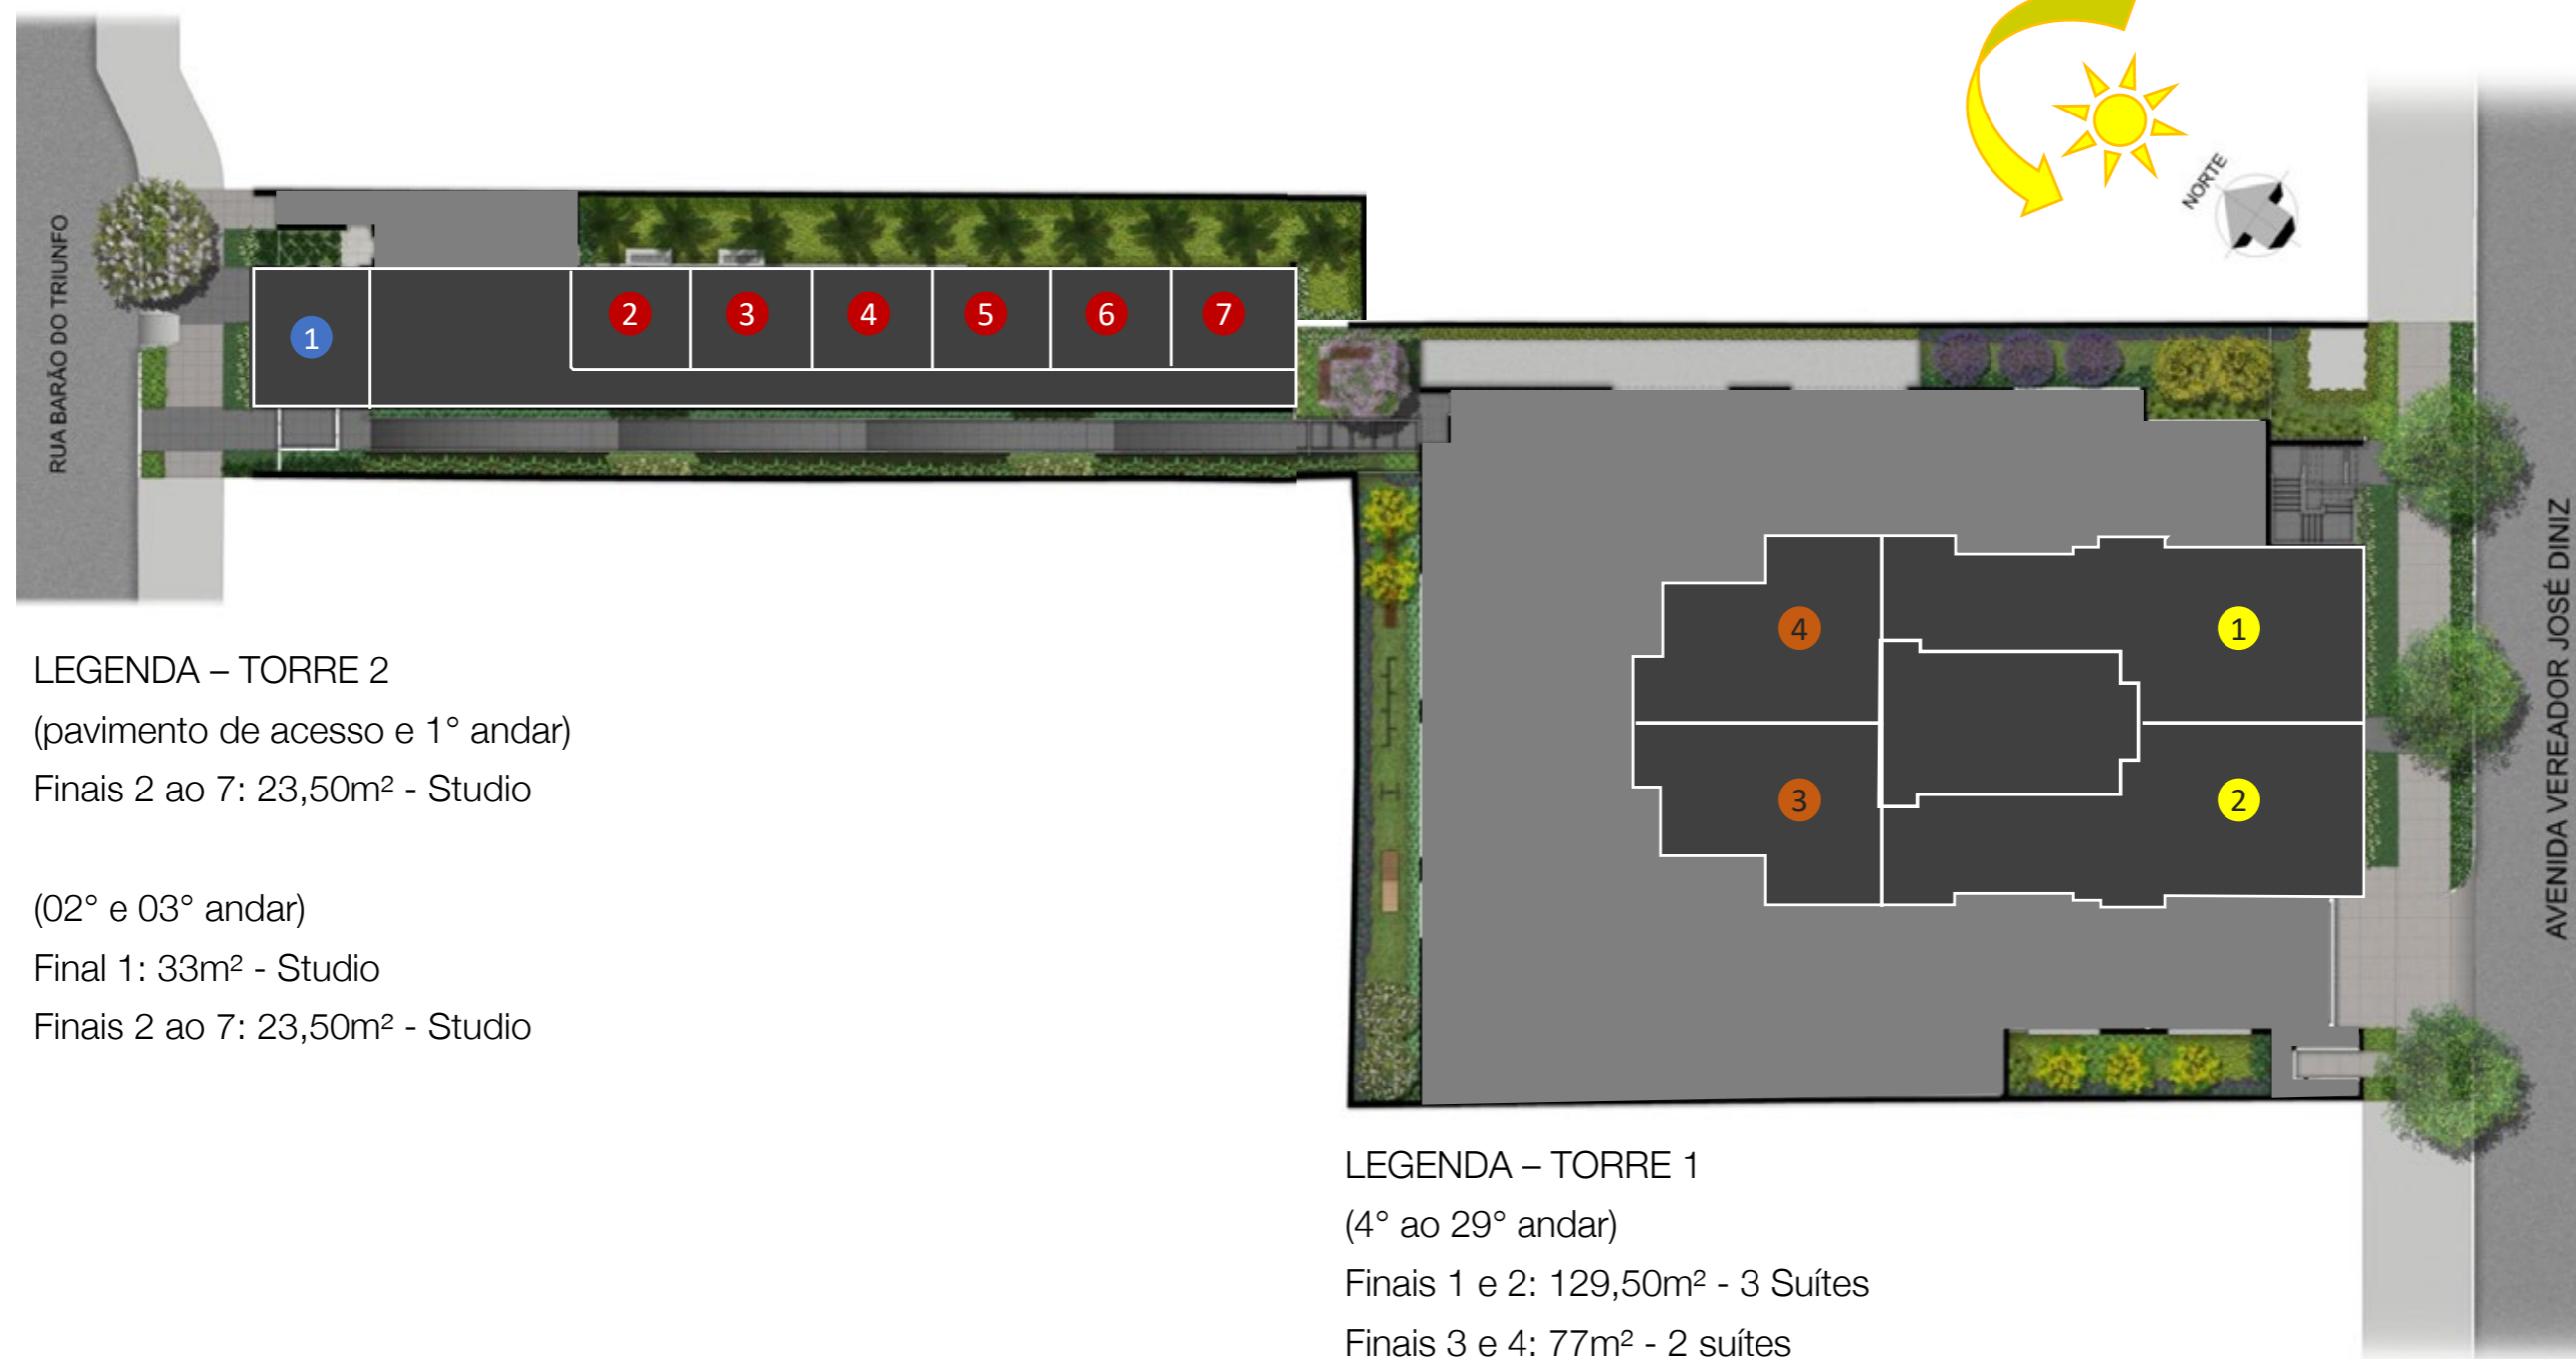 NORTE
RUA BARÃO DO TRIUNFO
1
2
3
4
5
6
7
AVENIDA VEREADOR JOSÉ DINIZ
4
1
3
2
LEGENDA – TORRE 2
(pavimento de acesso e 1° andar)
Finais 2 ao 7: 23,50m² - Studio
(02° e 03° andar)
Final 1: 33m² - Studio
Finais 2 ao 7: 23,50m² - Studio
LEGENDA – TORRE 1
(4° ao 29° andar)
Finais 1 e 2: 129,50m² - 3 Suítes
Finais 3 e 4: 77m² - 2 suítes